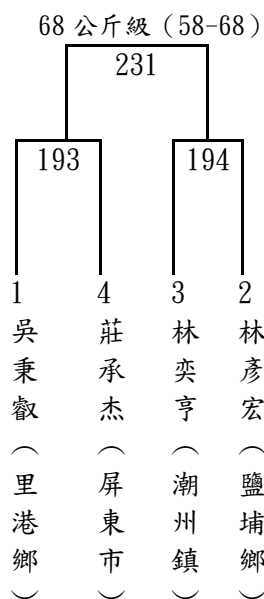 68 公斤級（58-68）
231
193
194
1
吳秉叡（里港鄉）
4
莊承杰（屏東市）
3
林奕亨（潮州鎮）
2
林彥宏（鹽埔鄉）